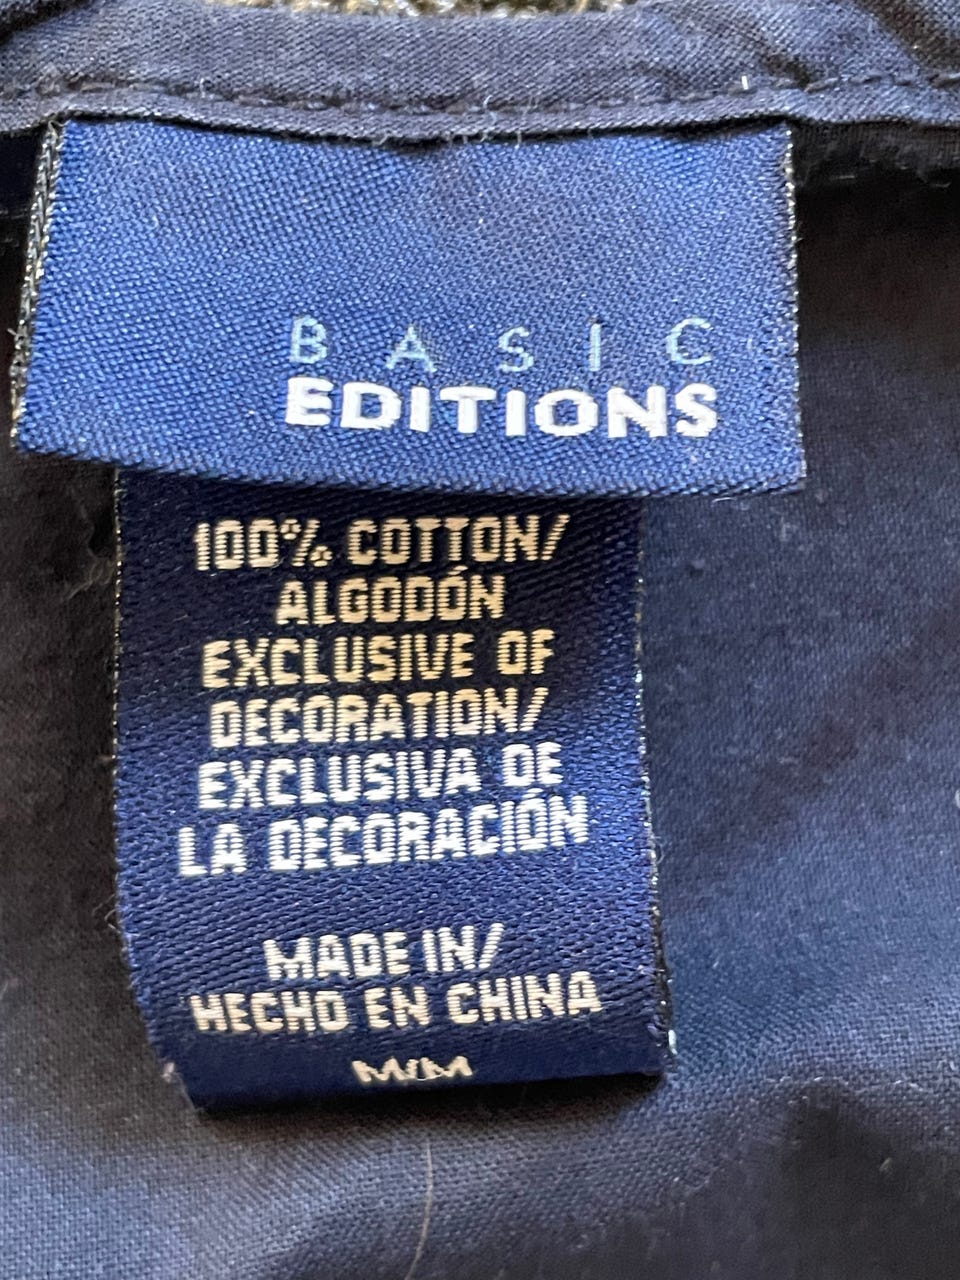 BASIC
EDITIONS
100% COTTON/
ALGODÓN
EXCLUSIVE OF
DECORATION/
EXCLUSIVA DE
LA DECORACIÓN
MADE IN/
HECHO EN CHINA
M/M